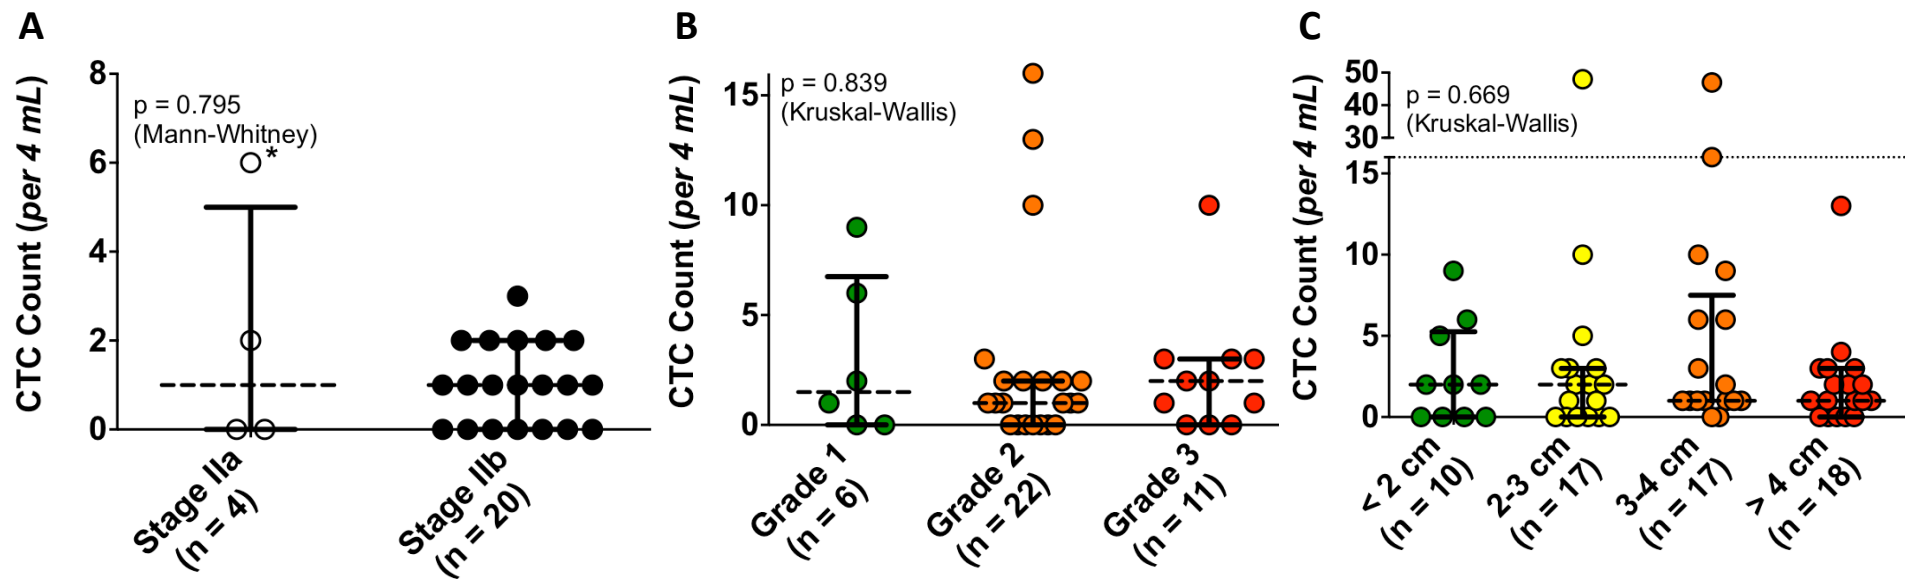 A
CTC Count (per 4 mL)
8
6
4
2
0
p = 0.795
(Mann-Whitney)
*
Stage IIa
(n = 4)
Stage IIb
(n = 20)
B
CTC Count (per 4 mL)
15
10
5
0
p = 0.839
(Kruskal-Wallis)
Grade 1
(n = 6)
Grade 2
(n = 22)
Grade 3
(n = 11)
C
CTC Count (per 4 mL)
50
40
30
15
10
5
0
p = 0.669
(Kruskal-Wallis)
< 2 cm
(n = 10)
2-3 cm
(n = 17)
3-4 cm
(n = 17)
> 4 cm
(n = 18)